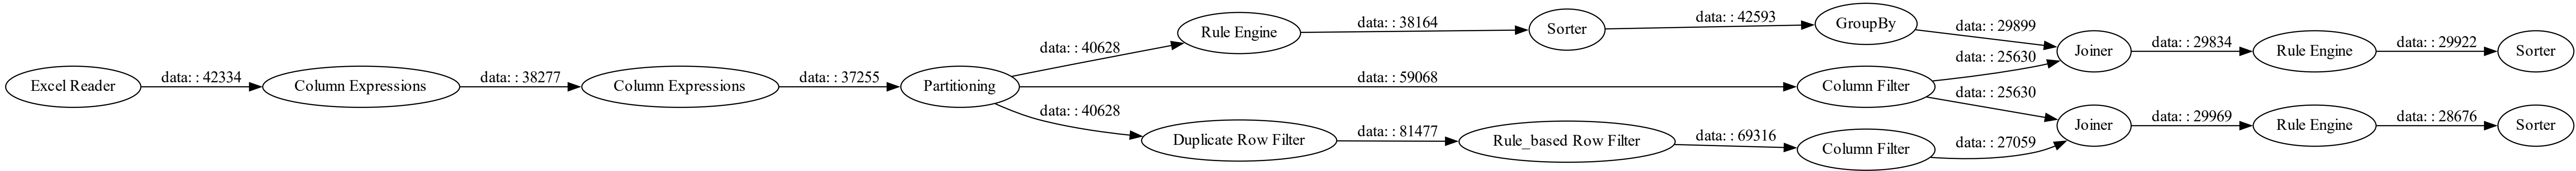 Excel Reader
data: : 42334
Column Expressions
data: : 38277
Column Expressions
data: : 37255
Partitioning
data: : 40628
Rule Engine
data: : 38164
Sorter
data: : 42593
GroupBy
data: : 29899
data: : 59068
Column Filter
data: : 25630
data: : 25630
Joiner
data: : 29834
Rule Engine
data: : 29922
Sorter
data: : 40628
Duplicate Row Filter
data: : 81477
Rule_based Row Filter
data: : 69316
Column Filter
data: : 27059
Joiner
data: : 29969
Rule Engine
data: : 28676
Sorter